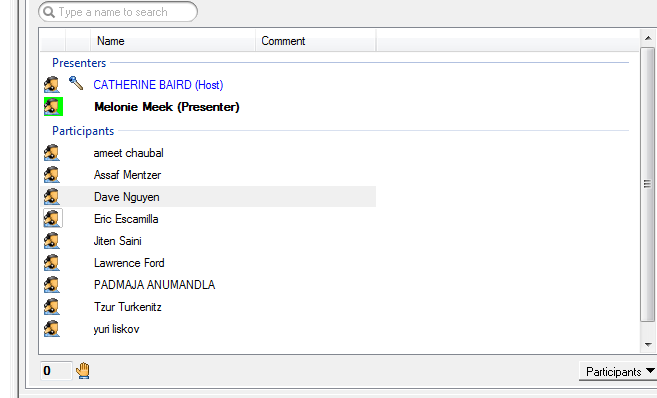 Type a name to search
Name Comment
Presenters
CATHERINE BAIRD (Host)
Melonie Meek (Presenter)
Participants
ameet chaubal
Assaf Mentzer
Dave Nguyen
Eric Escamilla
Jiten Saini
Lawrence Ford
PADMAJA ANUMANDLA
Tzur Turkenitz
yuri liskov
0 Participants